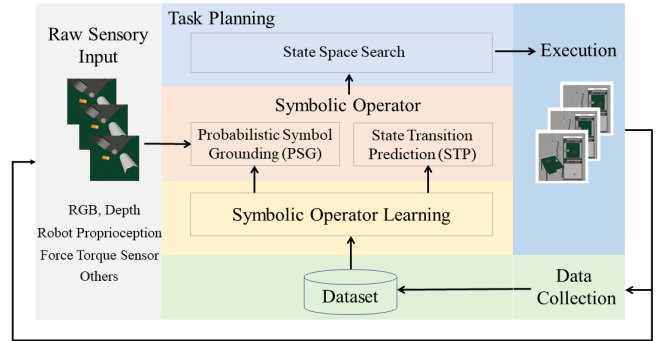 Task Planning
Raw Sensory
Input
State Space Search
Execution
Symbolic Operator
Probabilistic Symbol
Grounding (PSG)
State Transition
Prediction (STP)
RGB, Depth
Robot Proprioception
Force Torque Sensor
Others
Symbolic Operator Learning
Dataset
Data
Collection